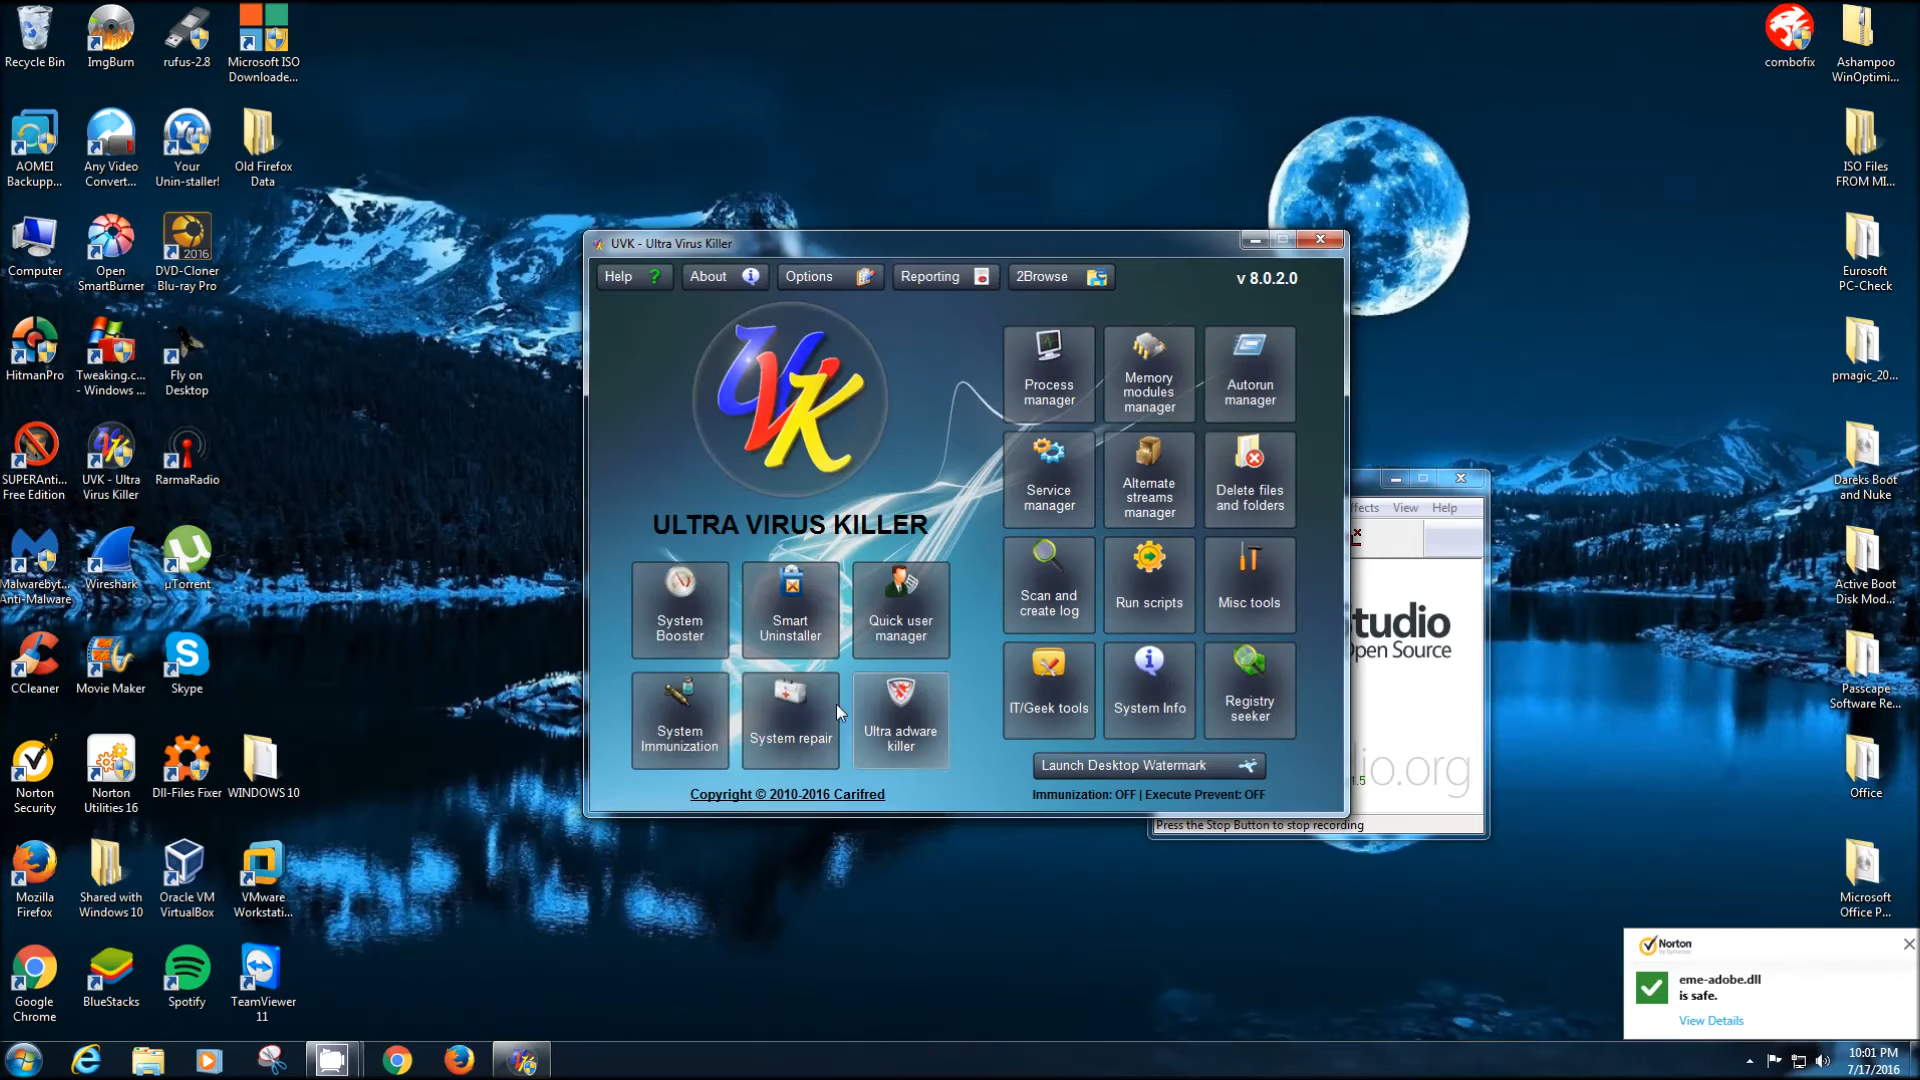 Recycle Bin
ImgBurn
rufus-2.8
Microsoft ISO
Downloade...
combofix
Ashampoo
WinOptimi...
AOMEI
Backupp...
Any Video
Convert...
Your
Unin-staller!
Old Firefox
Data
ISO Files
FROM MI...
Computer
Open
SmartBurner
2016
DVD-Cloner
Blu-ray Pro
Eurosoft
PC-Check
HitmanPro
Tweaking.c...
- Windows ...
Fly on
Desktop
pmagic_20...
SUPERAnti...
Free Edition
UVK - Ultra
Virus Killer
RarmaRadio
Dareks Boot
and Nuke
Malwarebyt...
Anti-Malware
Wireshark
µTorrent
Active Boot
Disk Mod...
CCleaner
Movie Maker
Skype
Passcape
Software Re...
Norton
Security
Norton
Utilities 16
Dll-Files Fixer
WINDOWS 10
Office
Mozilla
Firefox
Shared with
Windows 10
Oracle VM
VirtualBox
VMware
Workstati...
Microsoft
Office P...
Google
Chrome
BlueStacks
Spotify
TeamViewer
11
UVK - Ultra Virus Killer
Help ?
About
Options
Reporting
2Browse
v 8.0.2.0
UVK
ULTRA VIRUS KILLER
System
Booster
Smart
Uninstaller
Quick user
manager
System
Immunization
System repair
Ultra adware
killer
Copyright © 2010-2016 Carifred
Process
manager
Memory
modules
manager
Autorun
manager
Service
manager
Alternate
streams
manager
Delete files
and folders
Scan and
create log
Run scripts
Misc tools
IT/Geek tools
System Info
Registry
seeker
Launch Desktop Watermark
Immunization: OFF | Execute Prevent: OFF
ffects View Help
tudio
Open Source
io.org
1.5
Press the Stop Button to stop recording
Norton
by Symantec
eme-adobe.dll
is safe.
View Details
10:01 PM
7/17/2016